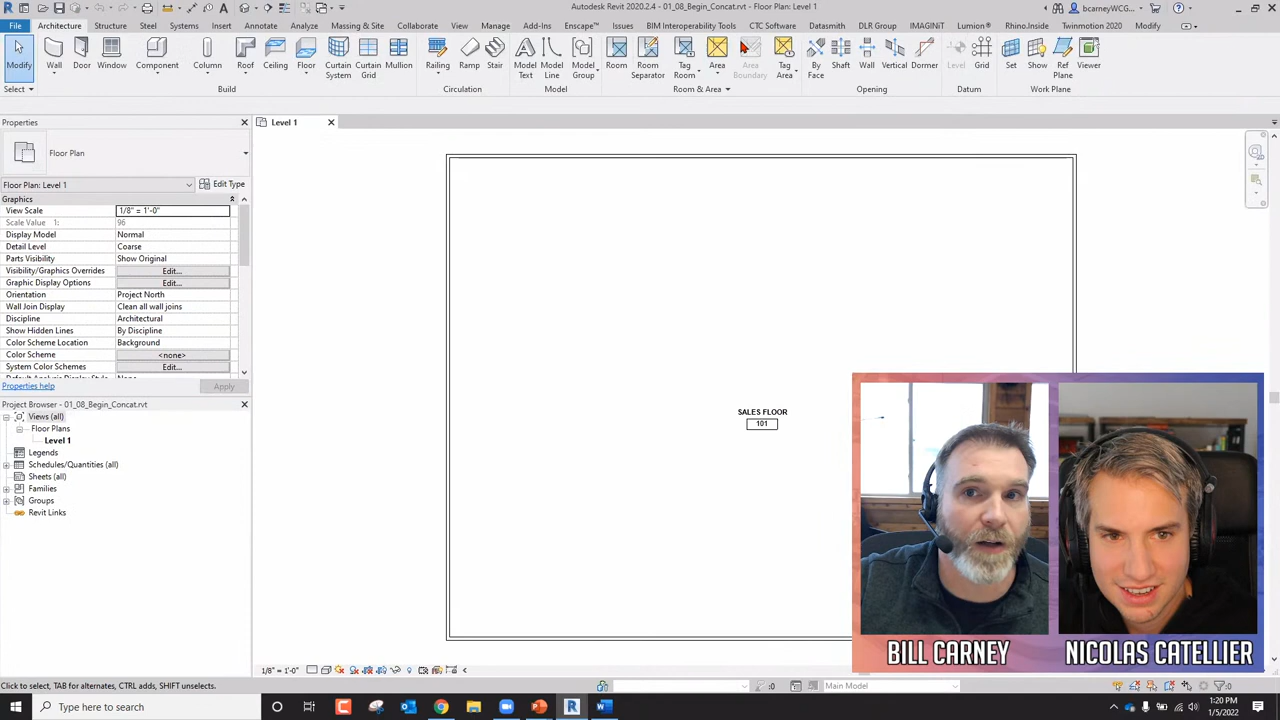 Autodesk Revit 2020.2.4 - 01_08_Begin_Concat.rvt - Floor Plan: Level 1
bcarneyWCG...
File Architecture Structure Steel Systems Insert Annotate Analyze Massing & Site Collaborate View Manage Add-Ins Enscape™ Issues BIM Interoperability Tools CTC Software Datasmith DLR Group IMAGINiT Lumion® Rhino.Inside Twinmotion 2020 Modify
Modify Wall Door Window Component Column Roof Ceiling Floor Curtain System Curtain Grid Mullion Railing Ramp Stair Model Text Model Line Model Group Room Room Separator Tag Room Area Area Boundary Tag Area By Face Shaft Wall Vertical Dormer Level Grid Set Show Ref Plane Viewer
Select Build Circulation Model Room & Area Opening Datum Work Plane
Properties
Level 1
Floor Plan
Floor Plan: Level 1 Edit Type
Graphics
View Scale 1/8" = 1'-0"
Scale Value 1: 96
Display Model Normal
Detail Level Coarse
Parts Visibility Show Original
Visibility/Graphics Overrides Edit...
Graphic Display Options Edit...
Orientation Project North
Wall Join Display Clean all wall joins
Discipline Architectural
Show Hidden Lines By Discipline
Color Scheme Location Background
Color Scheme <none>
System Color Schemes Edit...
Properties help Apply
Project Browser - 01_08_Begin_Concat.rvt
Views (all)
Floor Plans
Level 1
Legends
Schedules/Quantities (all)
Sheets (all)
Families
Groups
Revit Links
SALES FLOOR
101
BILL CARNEY NICOLAS CATELLIER
1/8" = 1'-0"
Click to select, TAB for alternates, CTRL adds, SHIFT unselects.
:0 Main Model :0
Type here to search
1:20 PM
1/5/2022